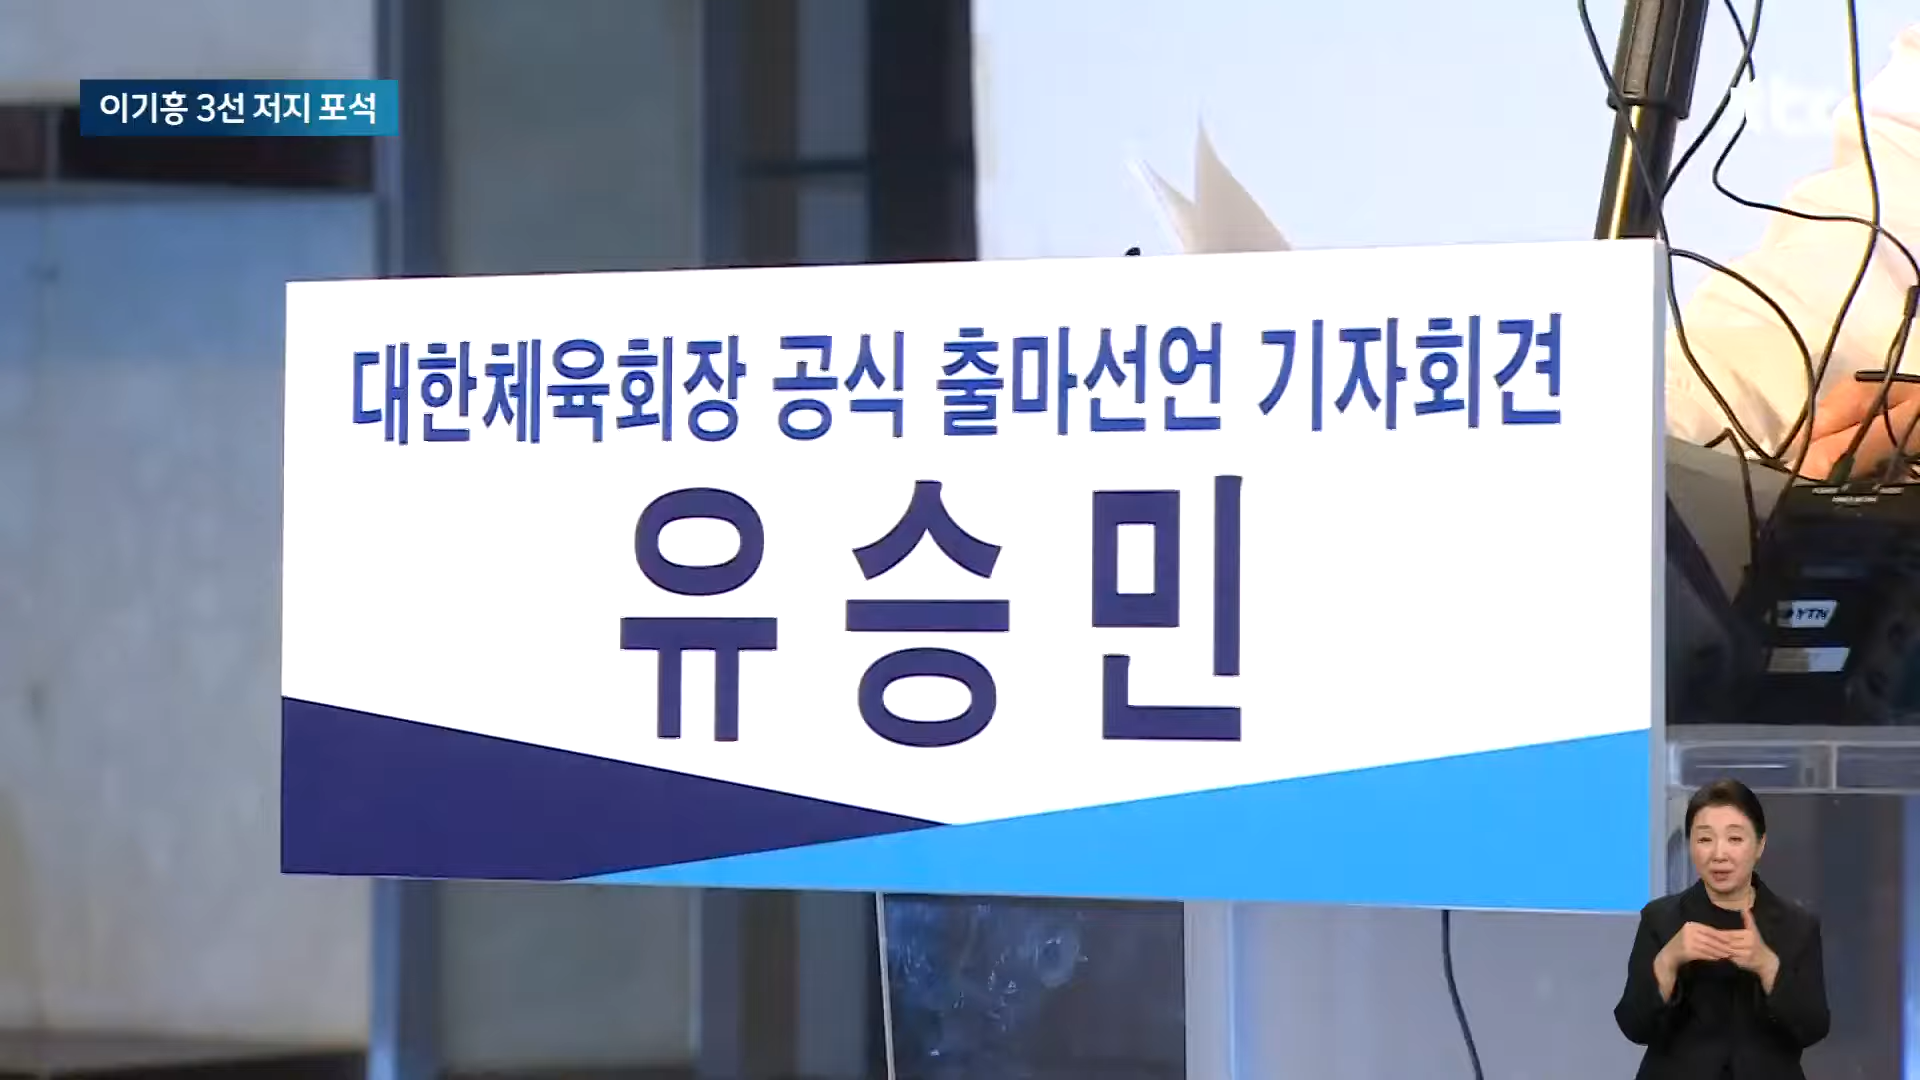 이기흥 3선 저지 포석
대한체육회장 공식 출마선언 기자회견
유승민
YTN